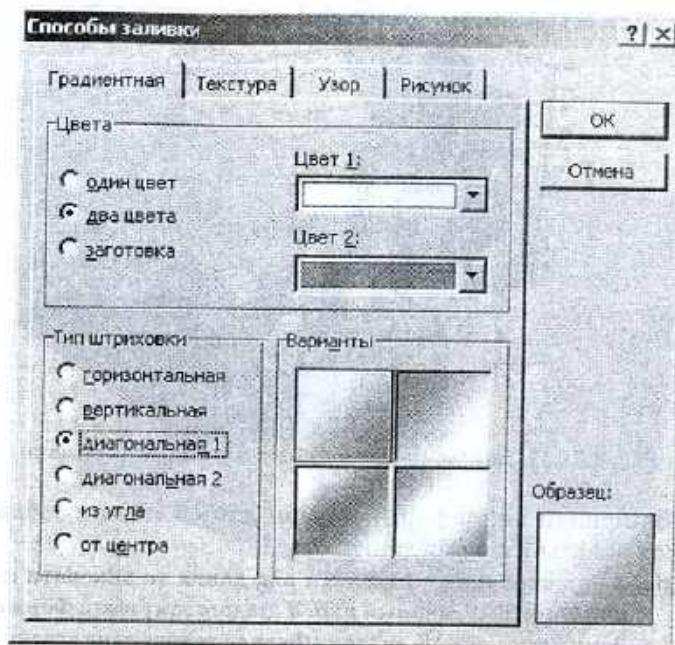 Способы заливки ? ×
Градиентная Текстура Узор Рисунок
Цвета
один цвет
два цвета
заготовка
Цвет 1:
Цвет 2:
ОК
Отмена
Тип штриховки
горизонтальная
вертикальная
диагональная 1
диагональная 2
из угла
от центра
Варианты
Образец: